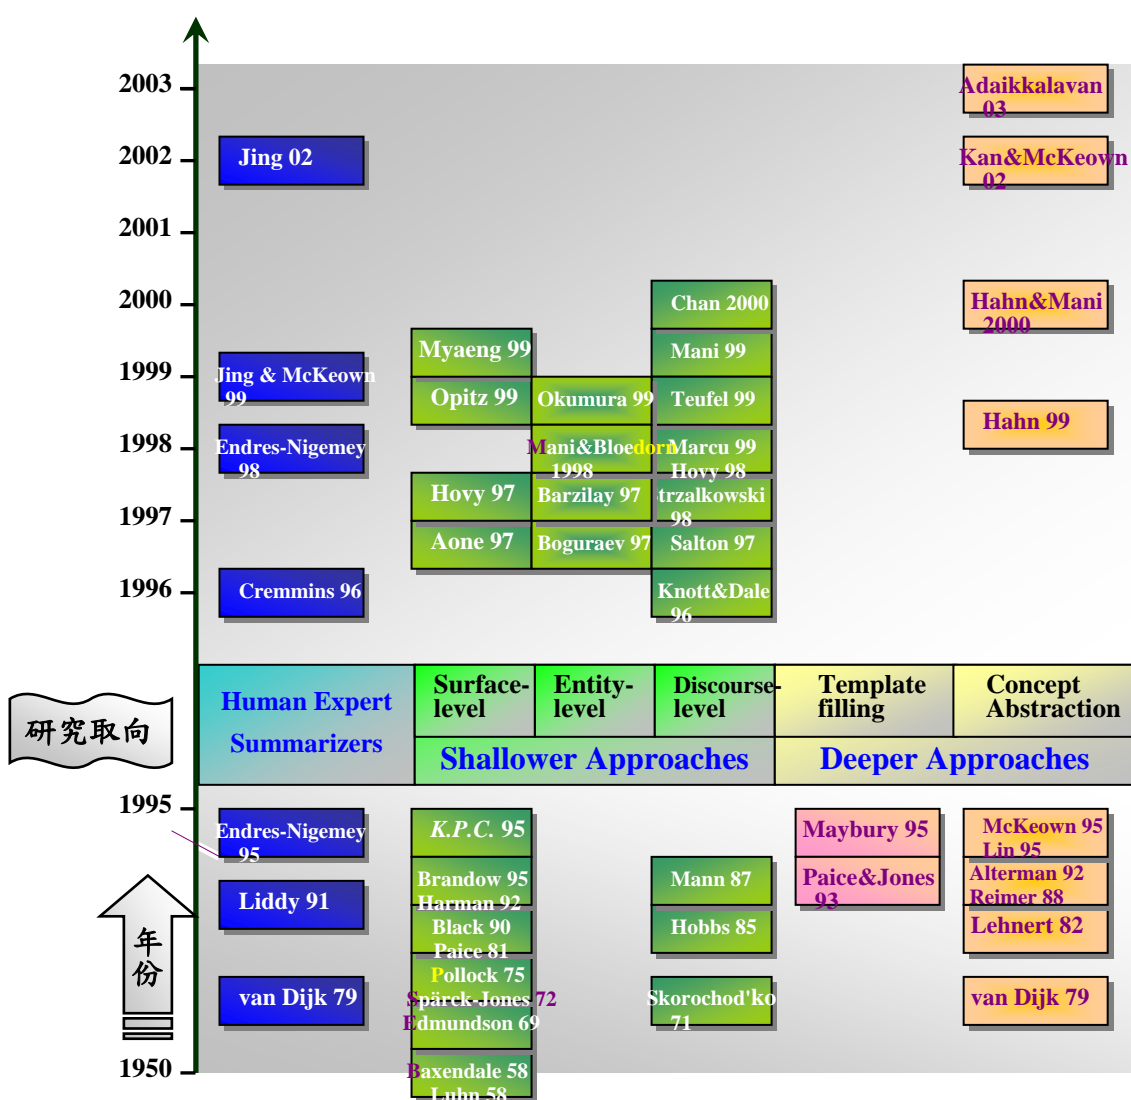 2003
Adaikkalavan
03
2002
Jing 02
Kan&McKeown
02
2001
2000
Chan 2000
Hahn&Mani
2000
Myaeng 99
Mani 99
1999
Jing & McKeown
99
Opitz 99
Okumura 99
Teufel 99
Hahn 99
1998
Endres-Nigemey
98
Mani&Bloedorn
1998
Marcu 99
Hovy 98
Hovy 97
Barzilay 97
trzalkowski
98
1997
Aone 97
Boguraev 97
Salton 97
1996
Cremmins 96
Knott&Dale
96
研究取向
Human Expert
Summarizers
Surface-
level
Entity-
level
Discourse-
level
Template
filling
Concept
Abstraction
Shallower Approaches
Deeper Approaches
1995
Endres-Nigemey
95
K.P.C. 95
Maybury 95
McKeown 95
Lin 95
Brandow 95
Harman 92
Mann 87
Paice&Jones
93
Alterman 92
Reimer 88
Liddy 91
Black 90
Paice 81
Hobbs 85
Lehnert 82
年份
van Dijk 79
Pollock 75
Spärck-Jones 72
Edmundson 69
Skorochod'ko
71
van Dijk 79
1950
Baxendale 58
Luhn 58